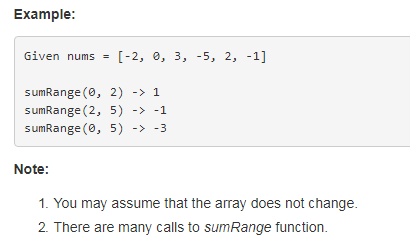 Example:
Given nums = [-2, 0, 3, -5, 2, -1]
sumRange(0, 2) -> 1
sumRange(2, 5) -> -1
sumRange(0, 5) -> -3
Note:
1. You may assume that the array does not change.
2. There are many calls to sumRange function.